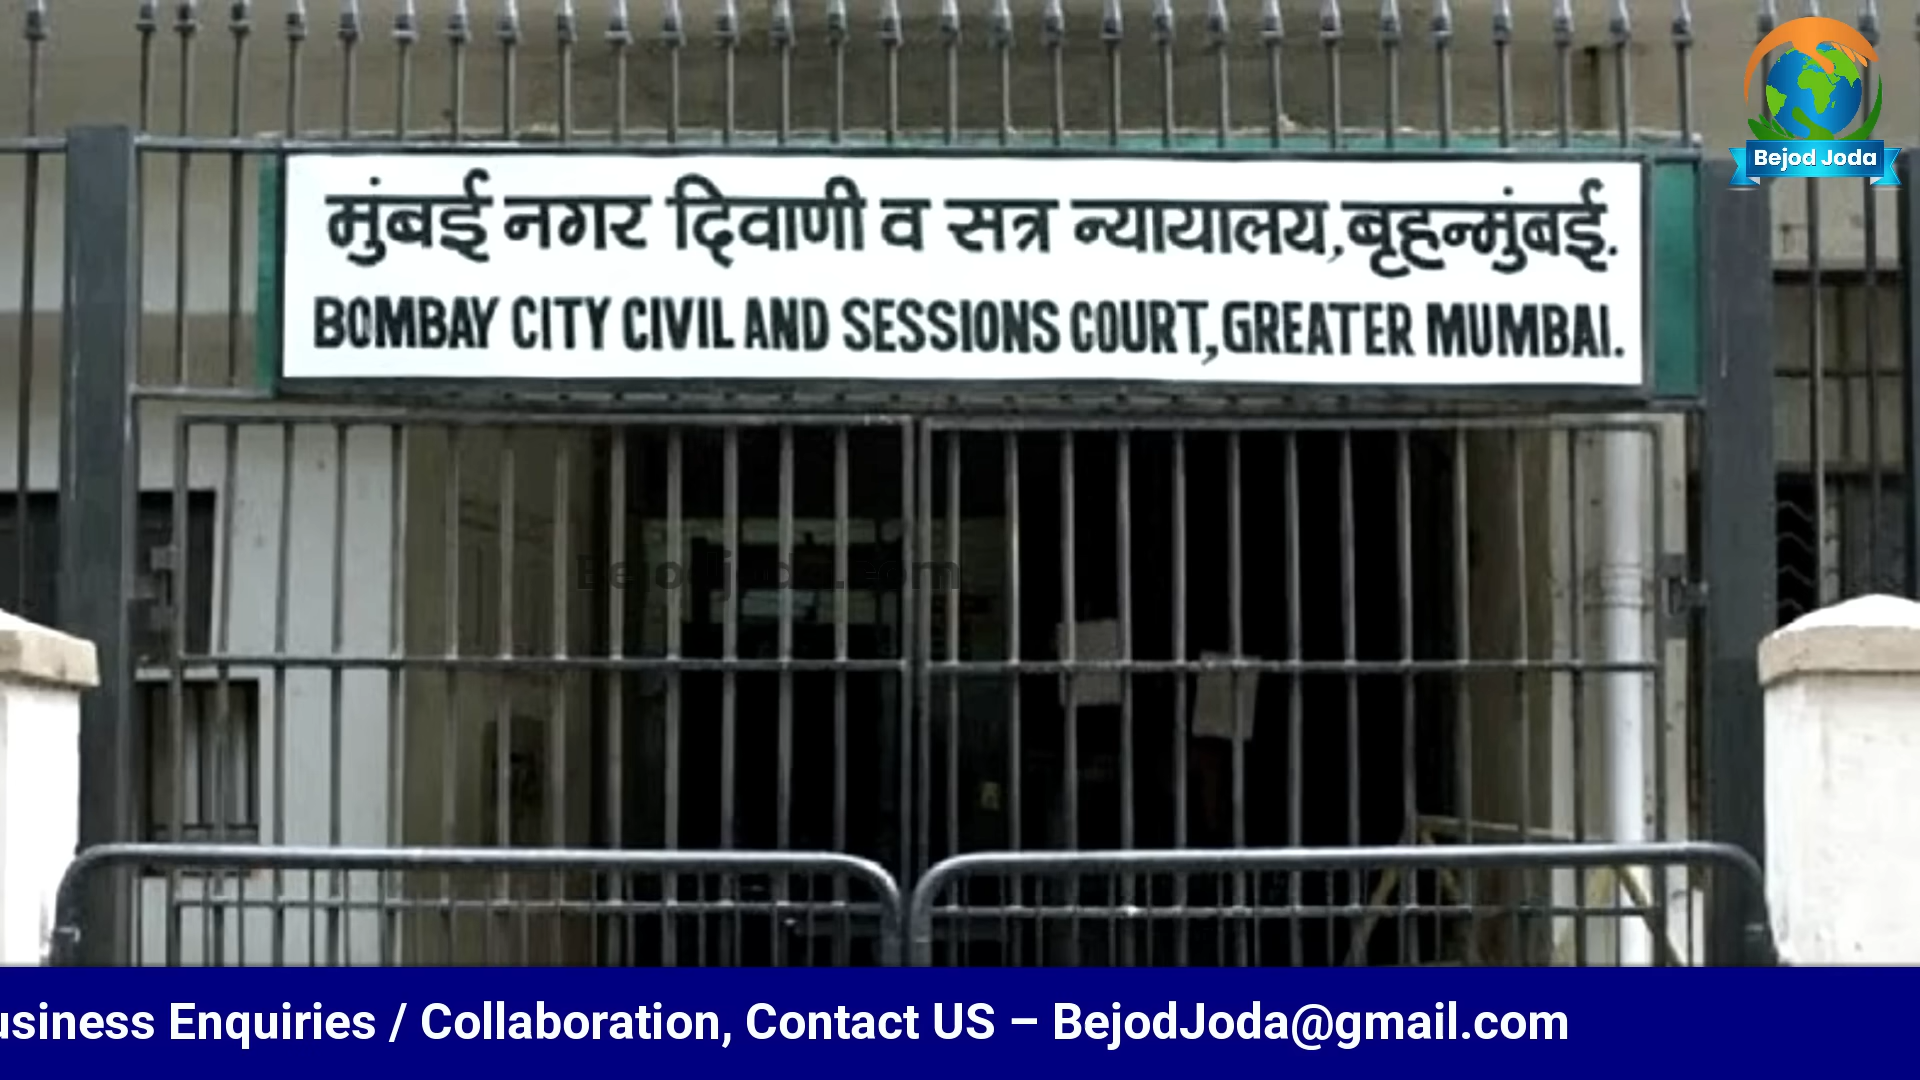 Bejod Joda
मुंबई नगर दिवाणी व सत्र न्यायालय, बृहन्मुंबई.
BOMBAY CITY CIVIL AND SESSIONS COURT, GREATER MUMBAI.
usiness Enquiries / Collaboration, Contact US – BejodJoda@gmail.com